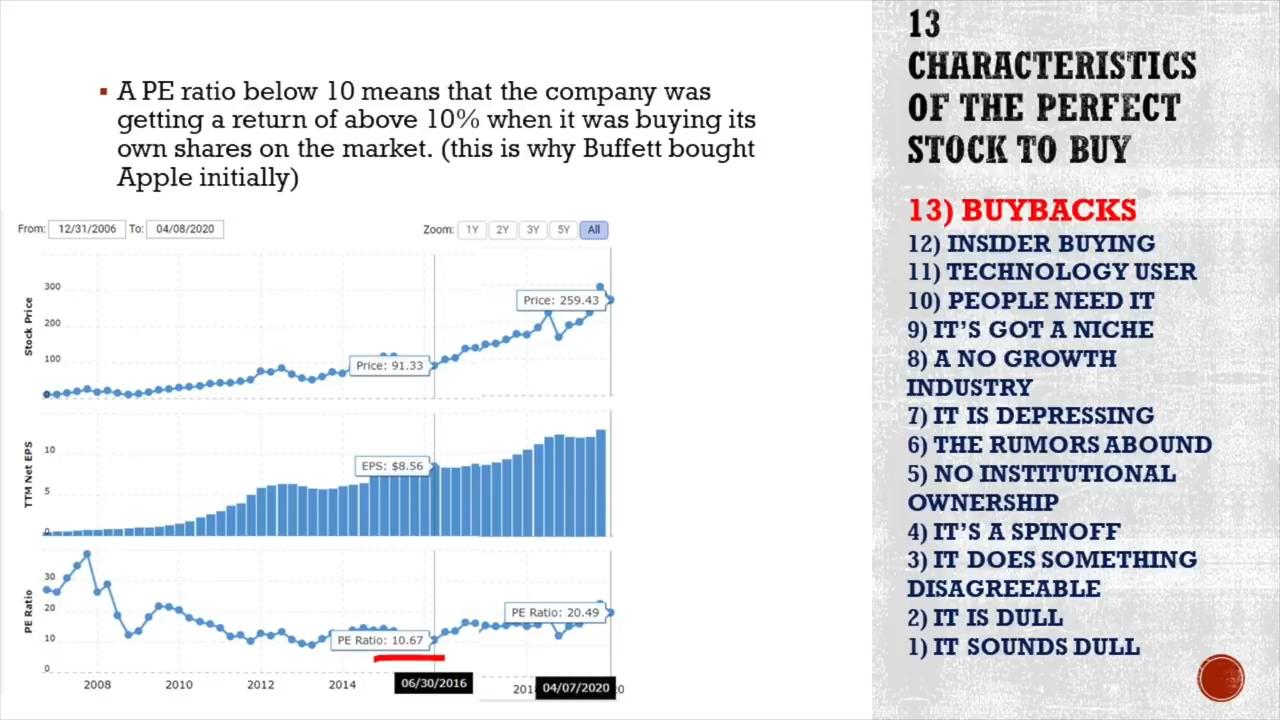 ▪ A PE ratio below 10 means that the company was
getting a return of above 10% when it was buying its
own shares on the market. (this is why Buffett bought
Apple initially)
From: 12/31/2006 To: 04/08/2020
Zoom: 1Y 2Y 3Y 5Y All
Stock Price
300
200
100
0
Price: 259.43
Price: 91.33
TTM Net EPS
10
5
0
EPS: $8.56
PE Ratio
30
20
10
0
PE Ratio: 20.49
PE Ratio: 10.67
2008 2010 2012 2014 06/30/2016 201 04/07/2020 0
13
CHARACTERISTICS
OF THE PERFECT
STOCK TO BUY
13) BUYBACKS
12) INSIDER BUYING
11) TECHNOLOGY USER
10) PEOPLE NEED IT
9) IT’S GOT A NICHE
8) A NO GROWTH
INDUSTRY
7) IT IS DEPRESSING
6) THE RUMORS ABOUND
5) NO INSTITUTIONAL
OWNERSHIP
4) IT’S A SPINOFF
3) IT DOES SOMETHING
DISAGREEABLE
2) IT IS DULL
1) IT SOUNDS DULL